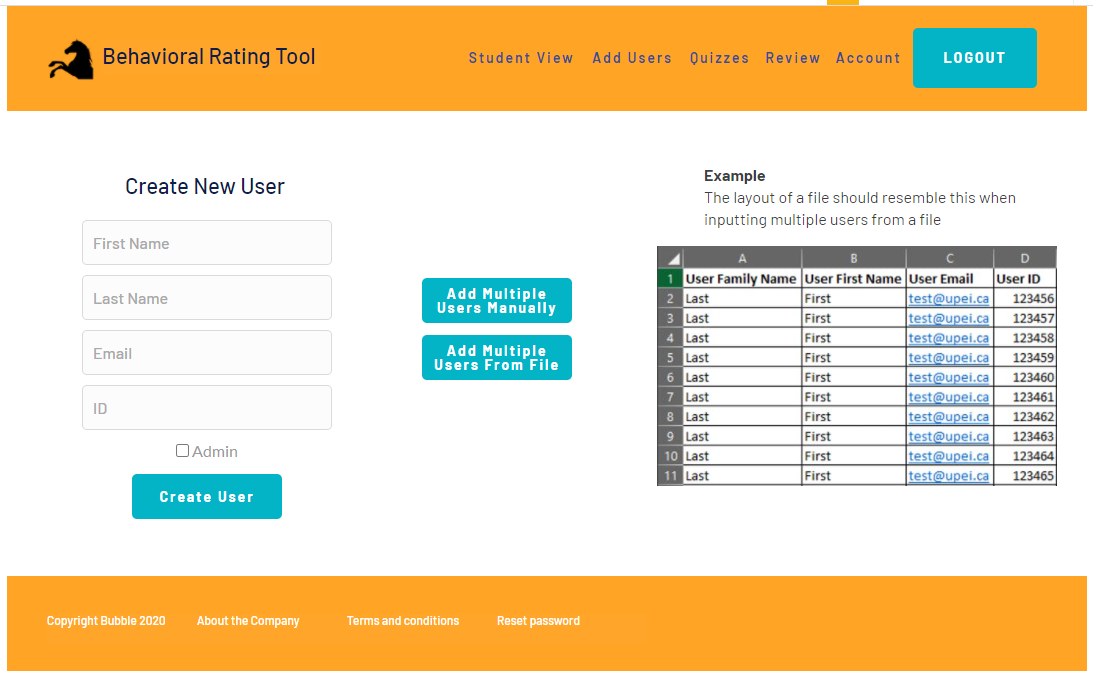 Behavioral Rating Tool
Student View Add Users Quizzes Review Account LOGOUT
Create New User
First Name
Last Name
Email
ID
Admin
Create User
Add Multiple
Users Manually
Add Multiple
Users From File
Example
The layout of a file should resemble this when
inputting multiple users from a file
A B C D
1 User Family Name User First Name User Email User ID
2 Last First test@upei.ca 123456
3 Last First test@upei.ca 123457
4 Last First test@upei.ca 123458
5 Last First test@upei.ca 123459
6 Last First test@upei.ca 123460
7 Last First test@upei.ca 123461
8 Last First test@upei.ca 123462
9 Last First test@upei.ca 123463
10 Last First test@upei.ca 123464
11 Last First test@upei.ca 123465
Copyright Bubble 2020 About the Company Terms and conditions Reset password